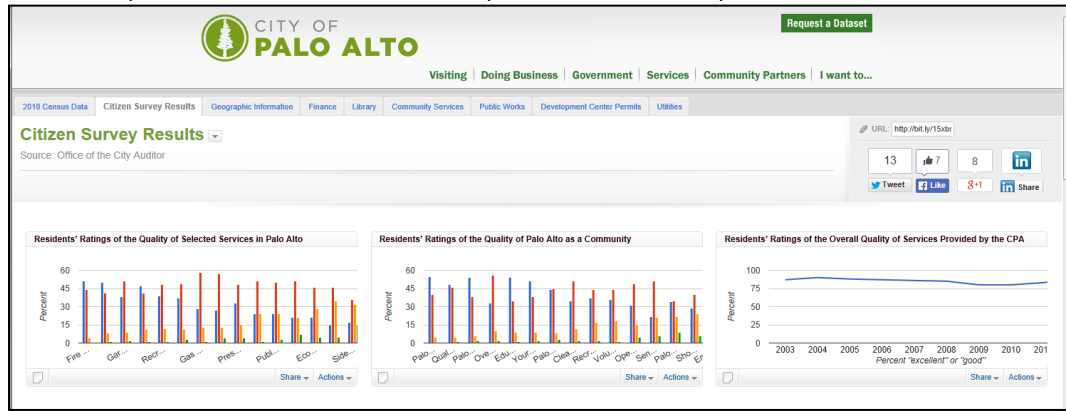 CITY OF
PALO ALTO
Request a Dataset
Visiting Doing Business Government Services Community Partners I want to...
2010 Census Data Citizen Survey Results Geographic Information Finance Library Community Services Public Works Development Center Permits Utilities
Citizen Survey Results
Source: Office of the City Auditor
URL: http://bit.ly/15xbs
13 7 8 in
Tweet Like g+1 in Share
Residents' Ratings of the Quality of Selected Services in Palo Alto
60
45
30
15
0
Percent
Fire ... Gar... Recr... Gas ... Pres... Publ... Eco... Side...
Share Actions
Residents' Ratings of the Quality of Palo Alto as a Community
60
45
30
15
0
Percent
Palo... Qual... Palo... Ove... Edu... Your... Palo... Clea... Recr... Volu... Ope... Sen... Palo... Sho... En
Share Actions
Residents' Ratings of the Overall Quality of Services Provided by the CPA
100
75
50
25
0
Percent
2003 2004 2005 2006 2007 2008 2009 2010 201
Percent "excellent" or "good"
Share Actions